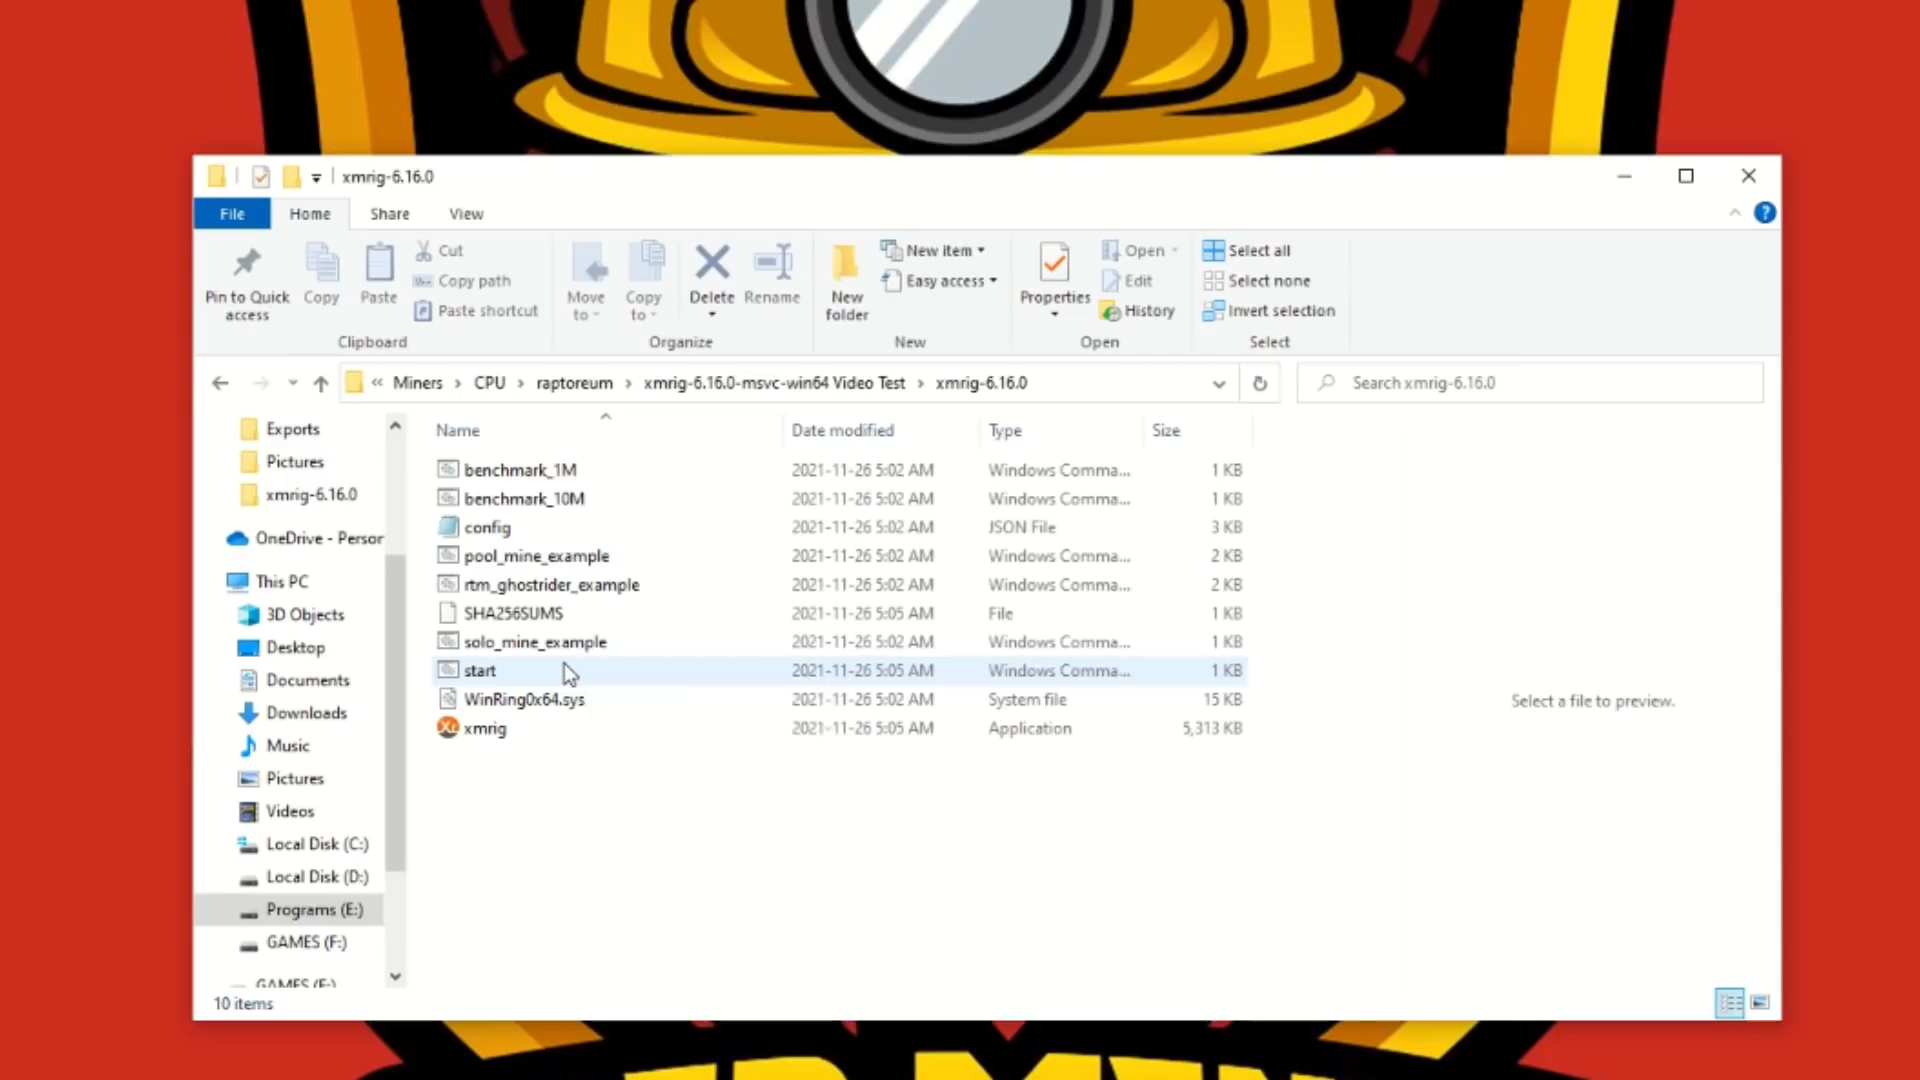 xmrig-6.16.0
File Home Share View
Pin to Quick access
Copy
Paste
Cut
Copy path
Paste shortcut
Clipboard
Move to
Copy to
Delete
Rename
Organize
New folder
New item
Easy access
New
Properties
Open
Edit
History
Open
Select all
Select none
Invert selection
Select
« Miners › CPU › raptoreum › xmrig-6.16.0-msvc-win64 Video Test › xmrig-6.16.0
Search xmrig-6.16.0
Exports
Pictures
xmrig-6.16.0
OneDrive - Person
This PC
3D Objects
Desktop
Documents
Downloads
Music
Pictures
Videos
Local Disk (C:)
Local Disk (D:)
Programs (E:)
GAMES (F:)
GAMES (F:)
Name Date modified Type Size
benchmark_1M 2021-11-26 5:02 AM Windows Comma... 1 KB
benchmark_10M 2021-11-26 5:02 AM Windows Comma... 1 KB
config 2021-11-26 5:02 AM JSON File 3 KB
pool_mine_example 2021-11-26 5:02 AM Windows Comma... 2 KB
rtm_ghostrider_example 2021-11-26 5:02 AM Windows Comma... 2 KB
SHA256SUMS 2021-11-26 5:05 AM File 1 KB
solo_mine_example 2021-11-26 5:02 AM Windows Comma... 1 KB
start 2021-11-26 5:05 AM Windows Comma... 1 KB
WinRing0x64.sys 2021-11-26 5:02 AM System file 15 KB
xmrig 2021-11-26 5:05 AM Application 5,313 KB
Select a file to preview.
10 items